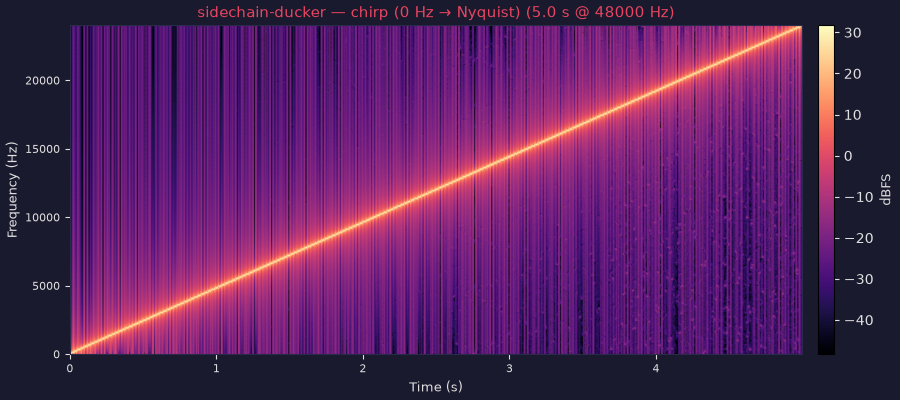 sidechain-ducker — chirp (0 Hz → Nyquist) (5.0 s @ 48000 Hz)
Frequency (Hz)
20000
15000
10000
5000
0
0 1 2 3 4
Time (s)
30
20
10
0
−10
−20
−30
−40
dBFS